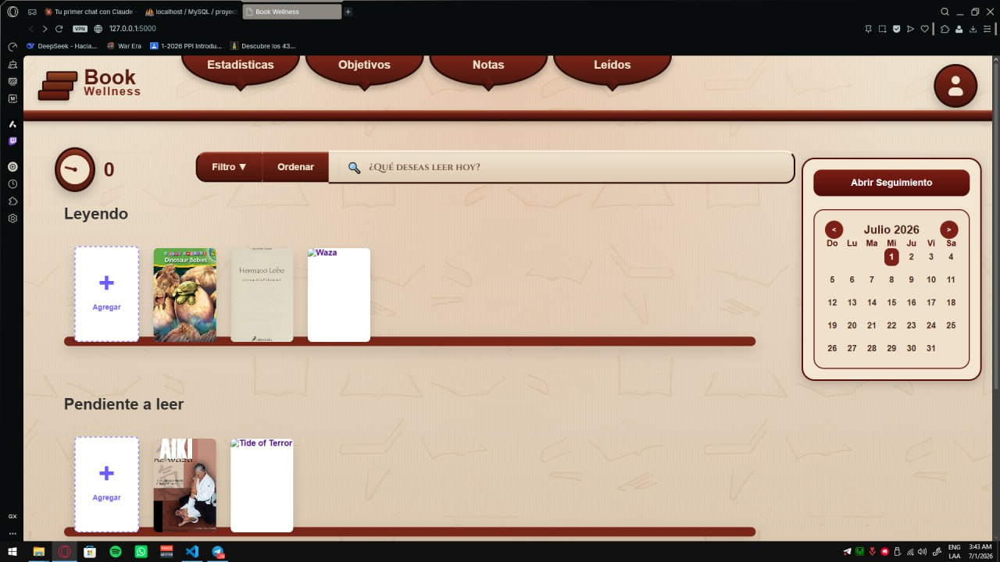 Tu primer chat con Claude
localhost / MySQL / proyec
Book Wellness
VPN
127.0.0.1:5000
DeepSeek - Hacia...
War Era
1-2026 PPI Introdu...
Descubre los 43...
Book
Wellness
Estadísticas
Objetivos
Notas
Leídos
0
Filtro ▼
Ordenar
¿Qué deseas leer hoy?
Abrir Seguimiento
< Julio 2026 >
Do Lu Ma Mi Ju Vi Sa
1 2 3 4
5 6 7 8 9 10 11
12 13 14 15 16 17 18
19 20 21 22 23 24 25
26 27 28 29 30 31
Leyendo
+
Agregar
Dinosaur Babies
Hermano Lobo
Waza
Pendiente a leer
+
Agregar
AIKI
NE WAZA
Tide of Terror
GX
ENG
LAA
3:43 AM
7/1/2026